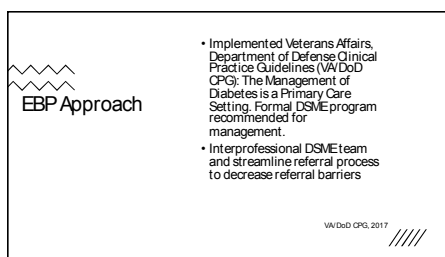 EBP Approach
• Implemented Veterans Affairs,
Department of Defense Clinical
Practice Guidelines (VA/DoD
CPG): The Management of
Diabetes is a Primary Care
Setting. Formal DSME program
recommended for
management.
• Interprofessional DSME team
and streamline referral process
to decrease referral barriers
VA/DoD CPG, 2017